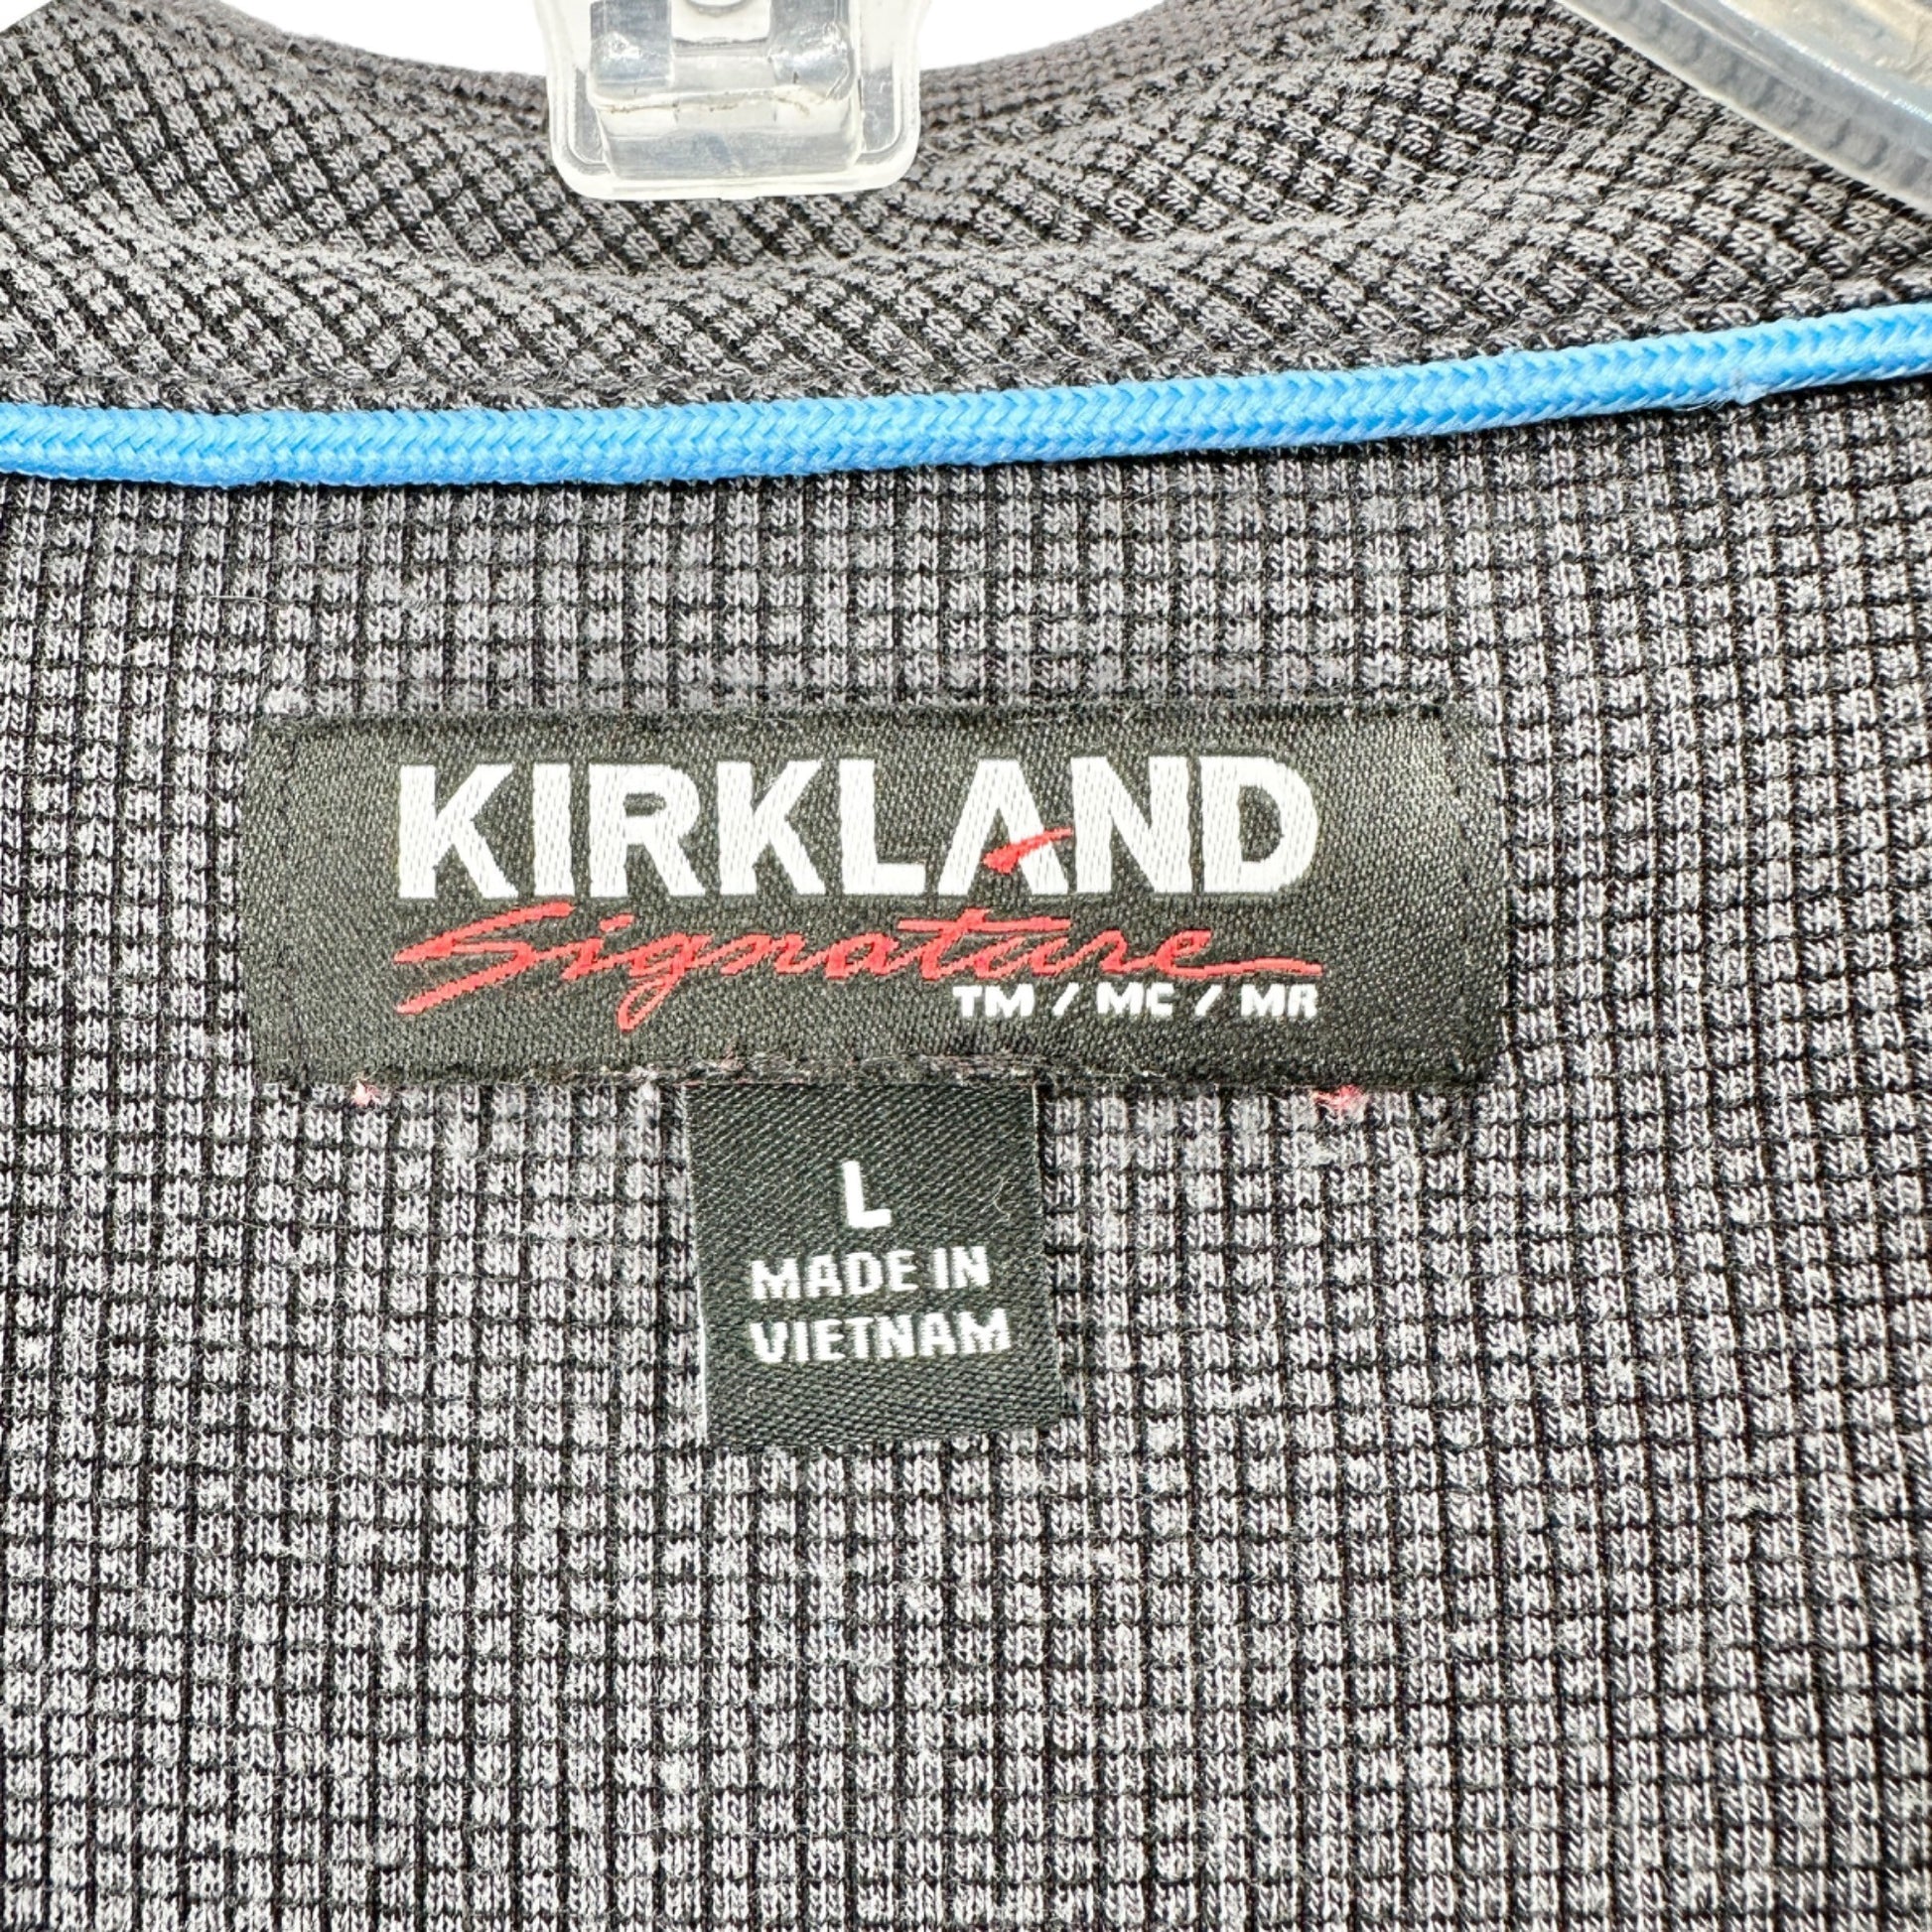 KIRKLAND
Signature
TM / MC / MR
L
MADE IN
VIETNAM